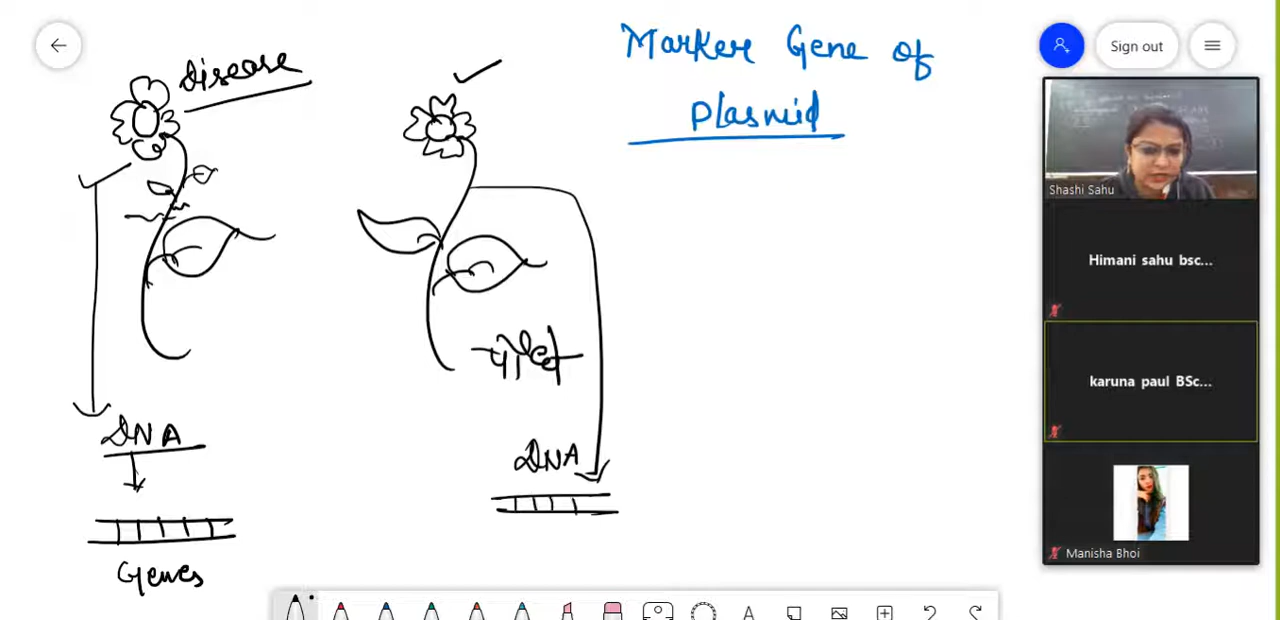 Disease
Marker Gene of
plasmid
DNA
Genes
DNA
Sign out
Shashi Sahu
Himani sahu bsc...
karuna paul BSc...
Manisha Bhoi
A